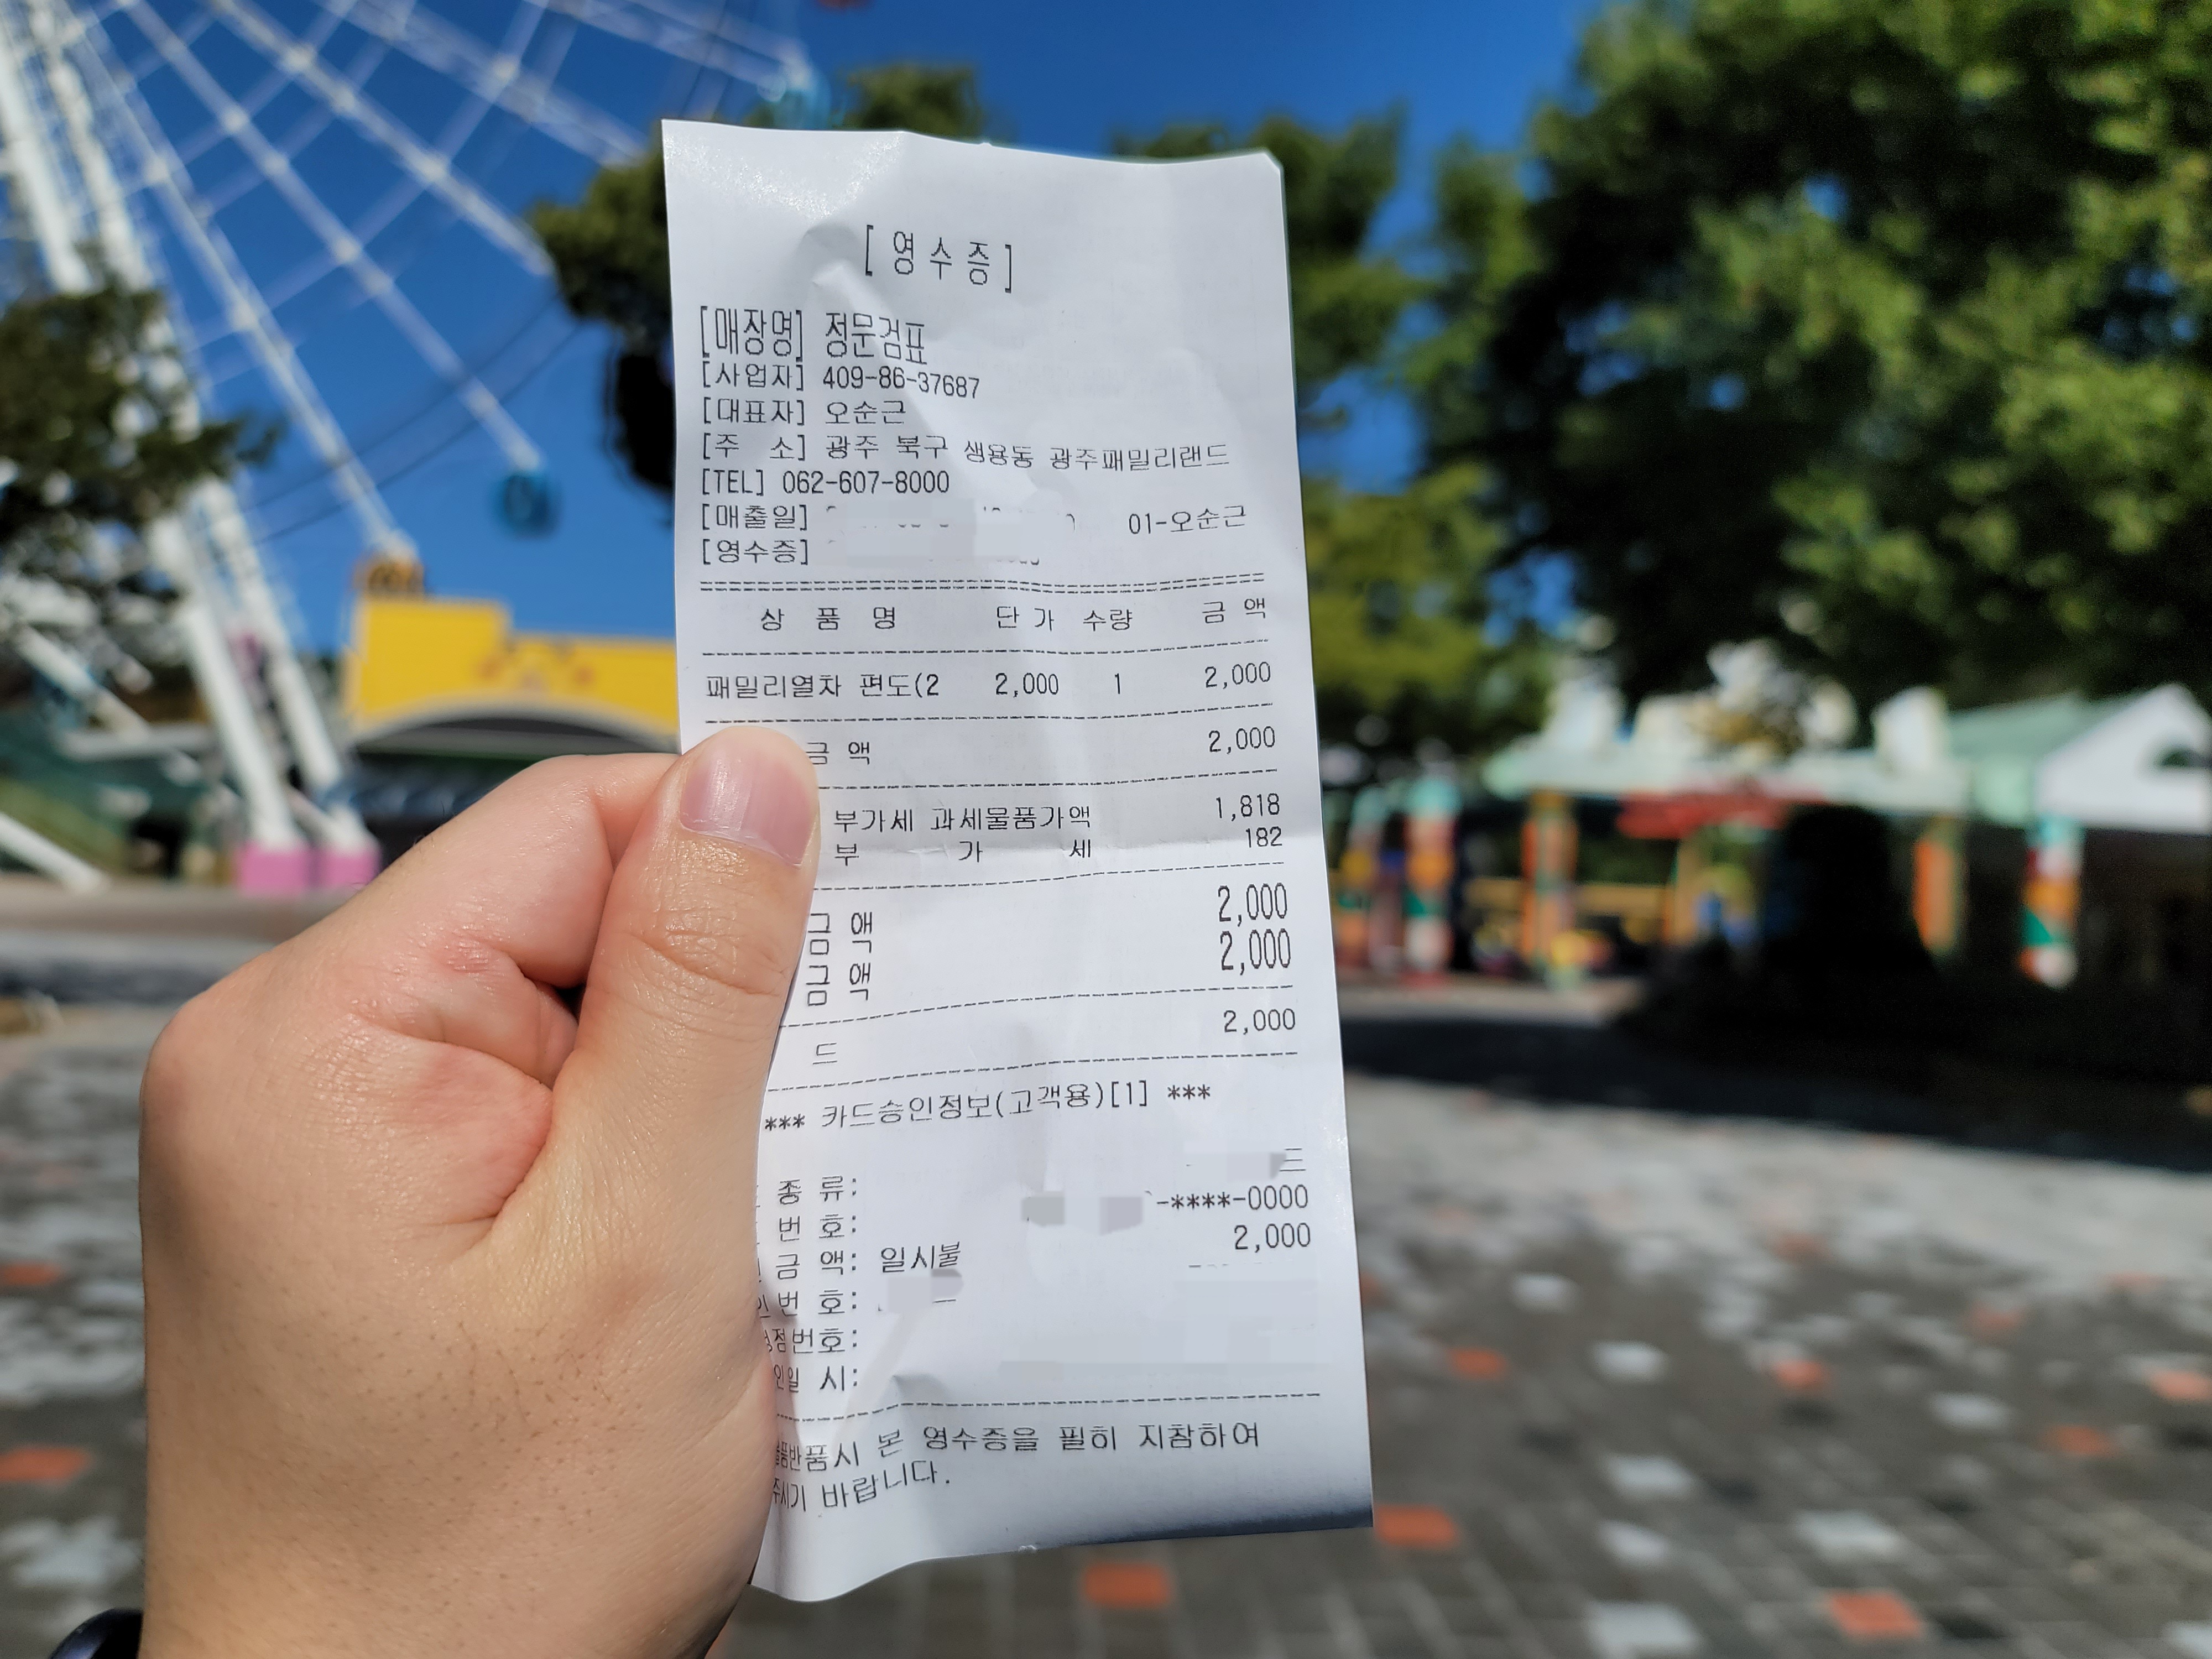 [영수증]
[매장명] 정문검표
[사업자] 409-86-37687
[대표자] 오순근
[주 소] 광주 북구 생용동 광주패밀리랜드
[TEL] 062-607-8000
[매출일] 01-오순근
[영수증]
상 품 명 단 가 수량 금 액
패밀리열차 편도(2 2,000 1 2,000
금 액 2,000
부가세 과세물품가액 1,818
부 가 세 182
금 액 2,000
금 액 2,000
드 2,000
*** 카드승인정보(고객용)[1] ***
종 류: 드
번 호: -****-0000
금 액: 일시불 2,000
번 호:
점번호:
인일 시:
품반품시 본 영수증을 필히 지참하여
주시기 바랍니다.